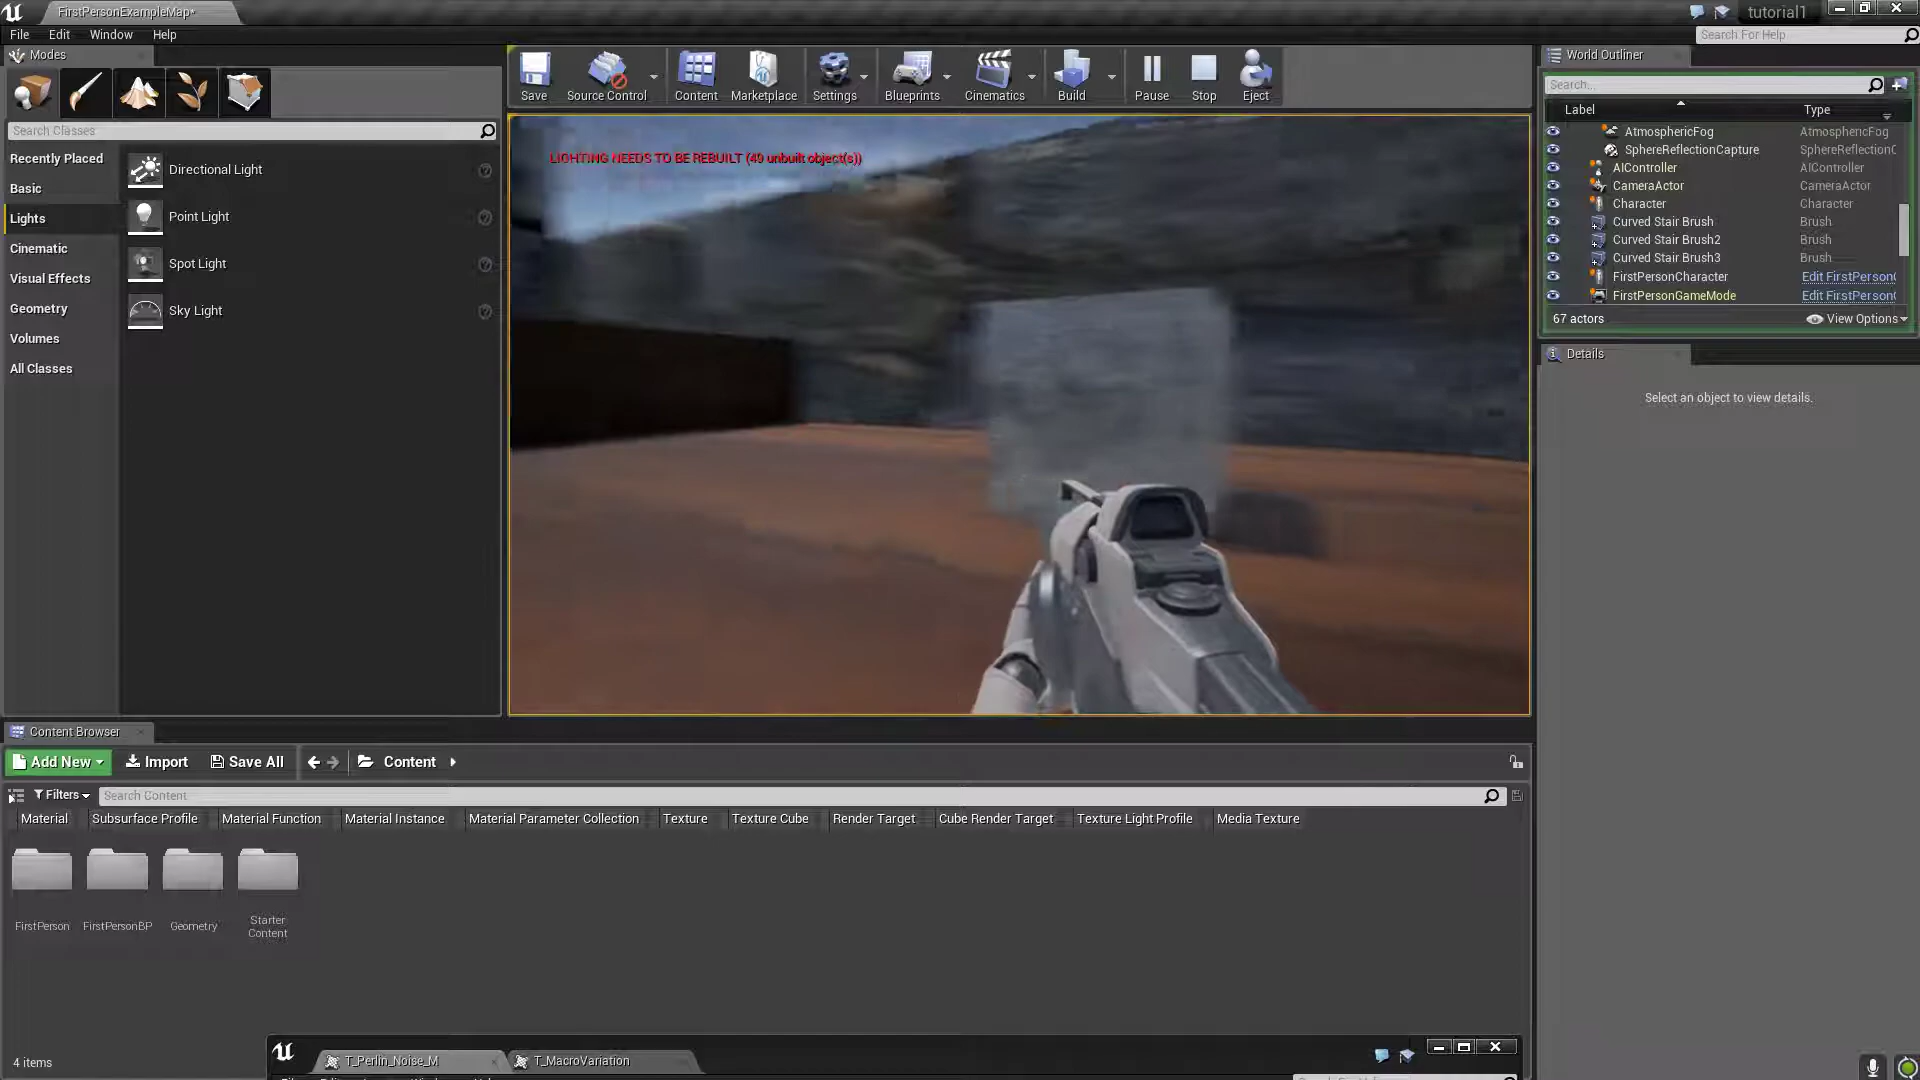 FirstPersonExampleMap*
tutorial1
File Edit Window Help
Search For Help
Modes
Save
Source Control
Content
Marketplace
Settings
Blueprints
Cinematics
Build
Pause
Stop
Eject
World Outliner
Search Classes
Search...
Label Type
Recently Placed
Basic
Lights
Cinematic
Visual Effects
Geometry
Volumes
All Classes
Directional Light
Point Light
Spot Light
Sky Light
LIGHTING NEEDS TO BE REBUILT (49 unbuilt object(s))
AtmosphericFog AtmosphericFog
SphereReflectionCapture SphereReflectionC
AIController AIController
CameraActor CameraActor
Character Character
Curved Stair Brush Brush
Curved Stair Brush2 Brush
Curved Stair Brush3 Brush
FirstPersonCharacter Edit FirstPerson
FirstPersonGameMode Edit FirstPerson
67 actors View Options
Details
Select an object to view details.
Content Browser
Add New Import Save All Content
Filters Search Content
Material Subsurface Profile Material Function Material Instance Material Parameter Collection Texture Texture Cube Render Target Cube Render Target Texture Light Profile Media Texture
FirstPerson
FirstPersonBP
Geometry
Starter
Content
4 items
T_Perlin_Noise_M
T_MacroVariation